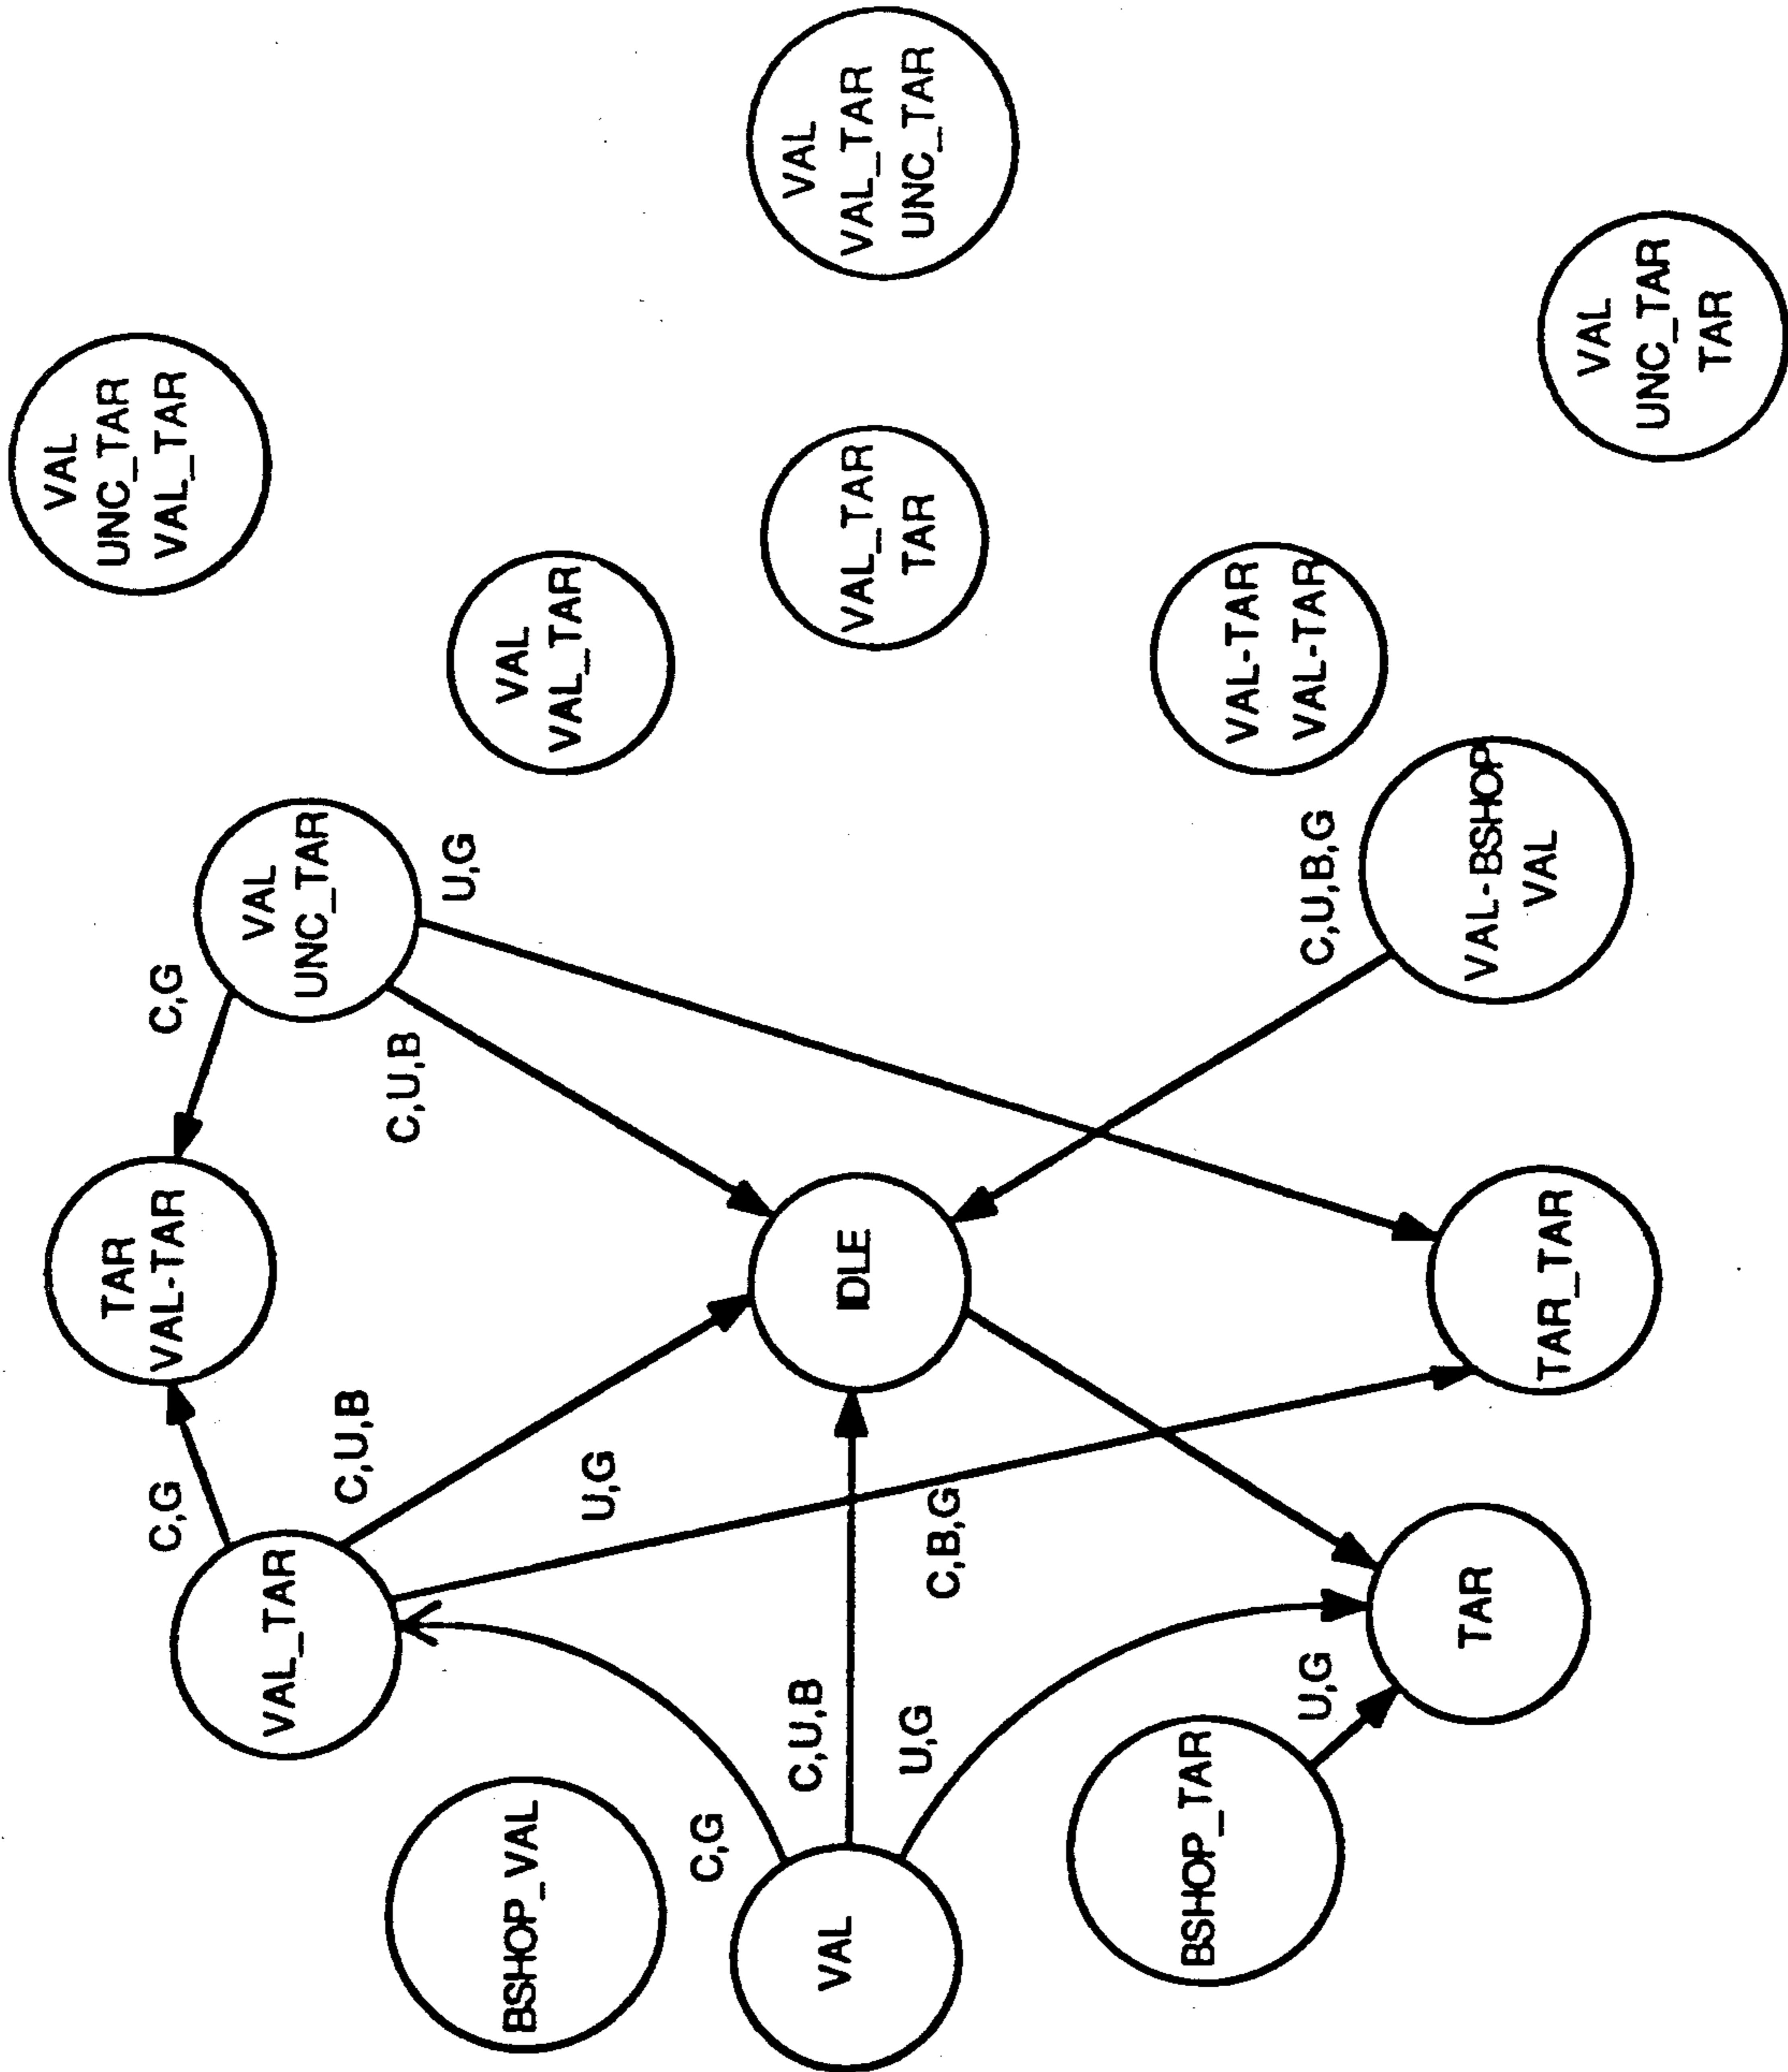 VAL
UNC_TAR
VAL_TAR
TAR
VAL-TAR
C,G
C,G
VAL_TAR
VAL
UNC_TAR
C,U,B
C,U,B
U,G
BSHOP_VAL
VAL
VAL_TAR
U,G
C,G
C,U,B
VAL
IDLE
VAL_TAR
TAR
VAL
VAL_TAR
UNC_TAR
U,G
C,B,G
BSHOP_TAR
VAL-TAR
VAL-TAR
U,G
C,U,B,G
TAR
VAL-BSHOP
VAL
TAR_TAR
VAL
UNC_TAR
TAR